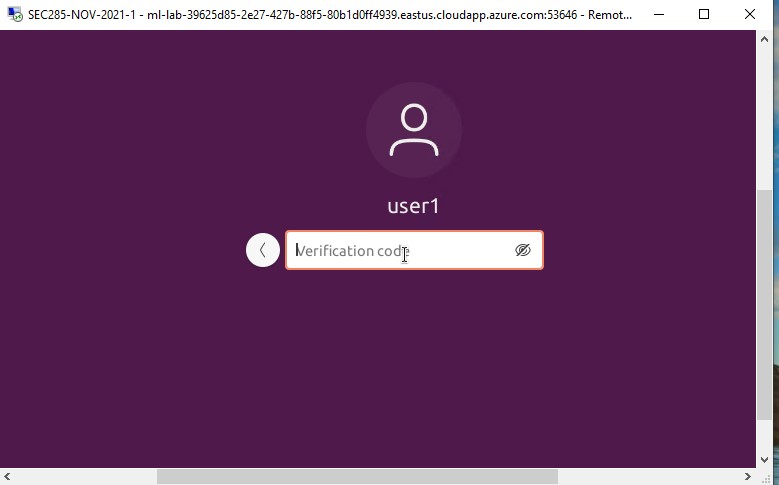 SEC285-NOV-2021-1 - ml-lab-39625d85-2e27-427b-88f5-80b1d0ff4939.eastus.cloudapp.azure.com:53646 - Remot...
user1
Verification code